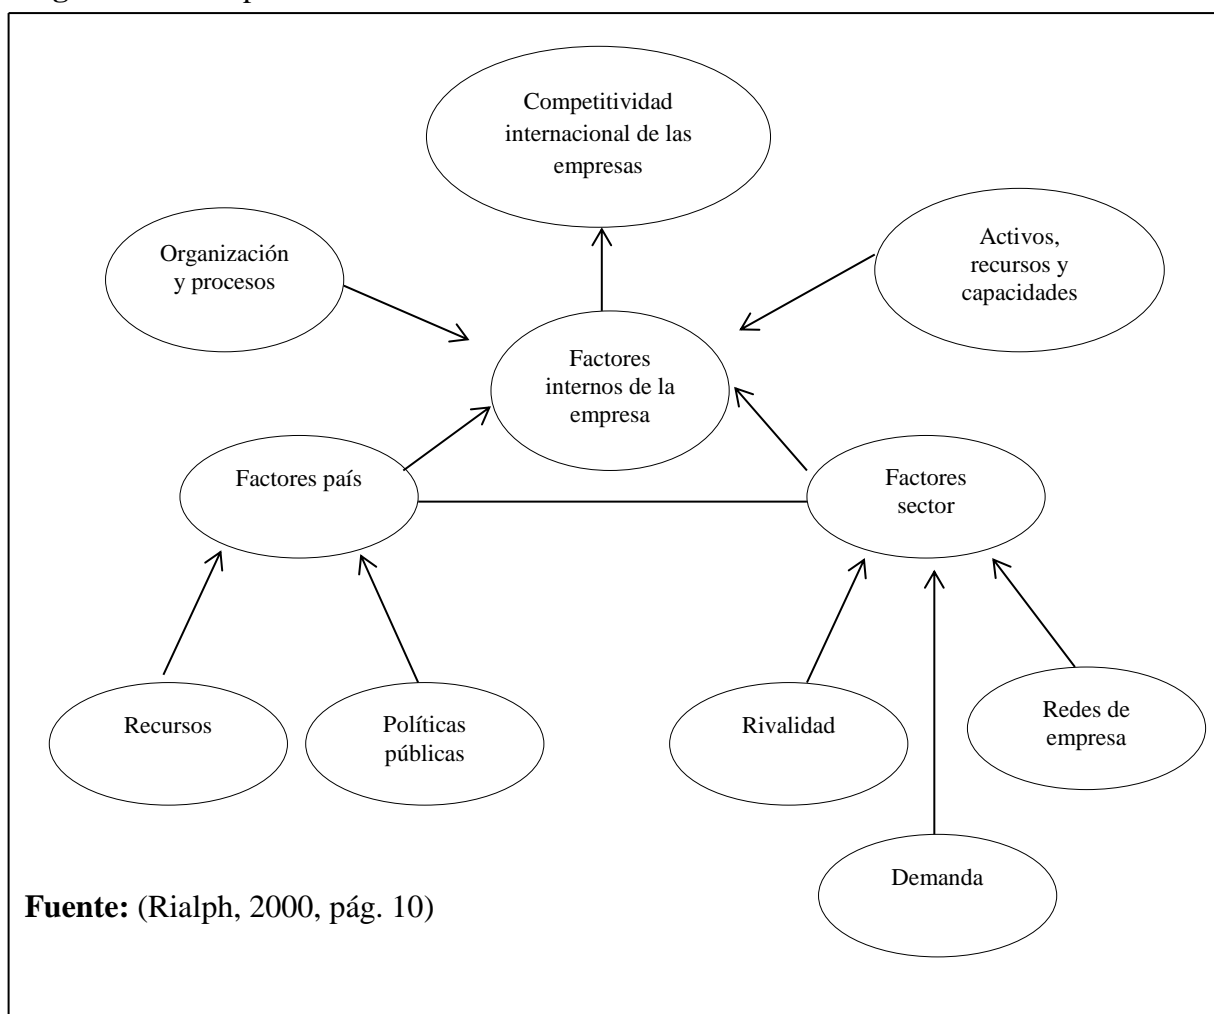 Competitividad
internacional de las
empresas
Organización
y procesos
Activos,
recursos y
capacidades
Factores
internos de la
empresa
Factores país
Factores
sector
Recursos
Políticas
públicas
Rivalidad
Redes de
empresa
Demanda
Fuente: (Rialph, 2000, pág. 10)